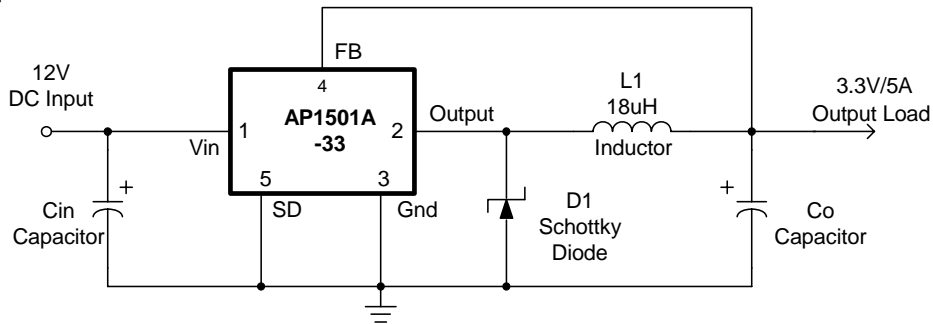 FB
12V
DC Input
4
L1
18uH
3.3V/5A
Output Load
AP1501A
-33
1
2
Output
Vin
Inductor
5
3
SD
Gnd
Cin
Capacitor
+
D1
Schottky
Diode
+
Co
Capacitor